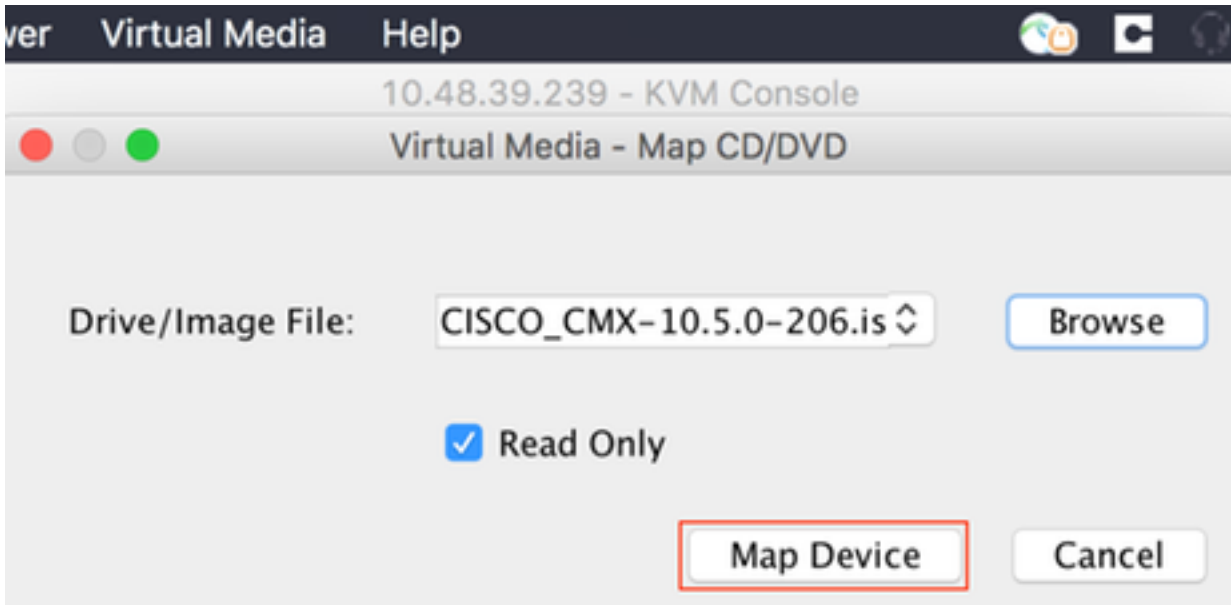 ver Virtual Media Help
10.48.39.239 - KVM Console
Virtual Media - Map CD/DVD
Drive/Image File: CISCO_CMX-10.5.0-206.is Browse
Read Only
Map Device Cancel